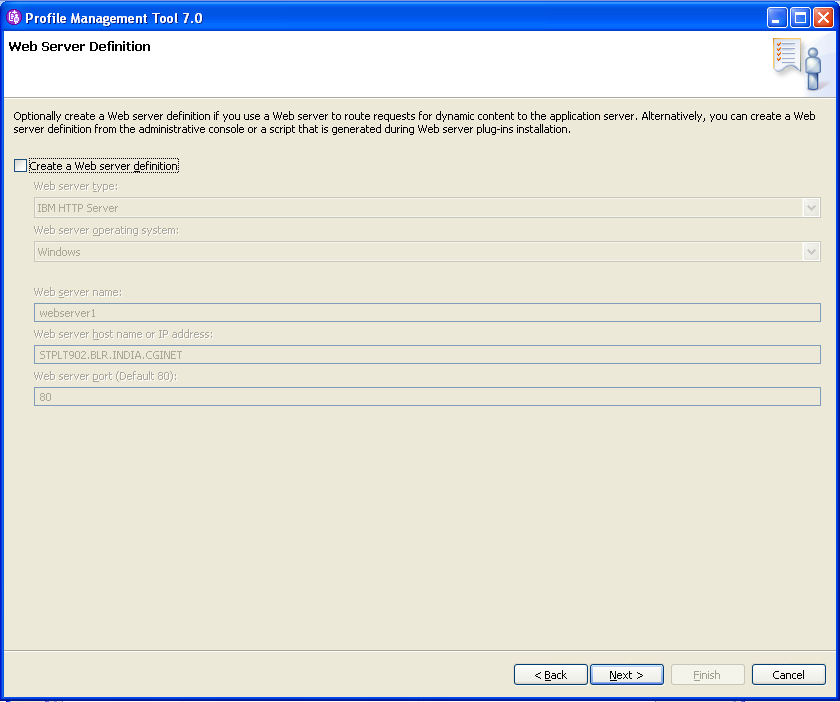 Profile Management Tool 7.0
Web Server Definition
Optionally create a Web server definition if you use a Web server to route requests for dynamic content to the application server. Alternatively, you can create a Web
server definition from the administrative console or a script that is generated during Web server plug-ins installation.
Create a Web server definition
Web server type:
IBM HTTP Server
Web server operating system:
Windows
Web server name:
webserver1
Web server host name or IP address:
STPLT902.BLR.INDIA.CGINET
Web server port (Default 80):
80
< Back Next > Finish Cancel